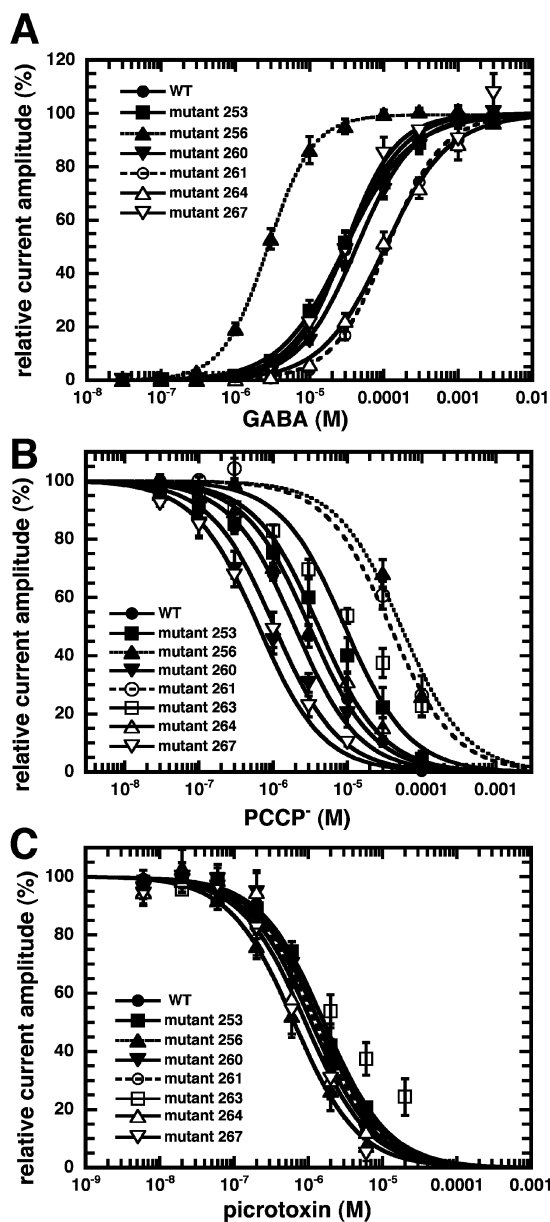 A
relative current amplitude (%)
120
100
80
60
40
20
0
WT
mutant 253
mutant 256
mutant 260
mutant 261
mutant 264
mutant 267
10-8 10-7 10-6 10-5 0.0001 0.001 0.01
GABA (M)
B
relative current amplitude (%)
100
80
60
40
20
0
WT
mutant 253
mutant 256
mutant 260
mutant 261
mutant 263
mutant 264
mutant 267
10-8 10-7 10-6 10-5 0.0001 0.001
PCCP- (M)
C
relative current amplitude (%)
100
80
60
40
20
0
WT
mutant 253
mutant 256
mutant 260
mutant 261
mutant 263
mutant 264
mutant 267
10-9 10-8 10-7 10-6 10-5 0.0001 0.001
picrotoxin (M)